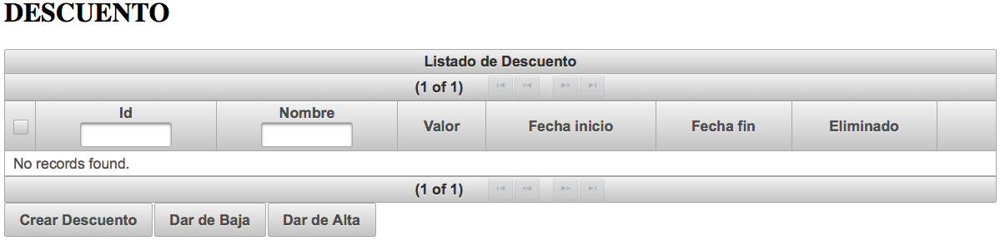 DESCUENTO
Listado de Descuento
(1 of 1)
Id Nombre Valor Fecha inicio Fecha fin Eliminado
No records found.
(1 of 1)
Crear Descuento Dar de Baja Dar de Alta